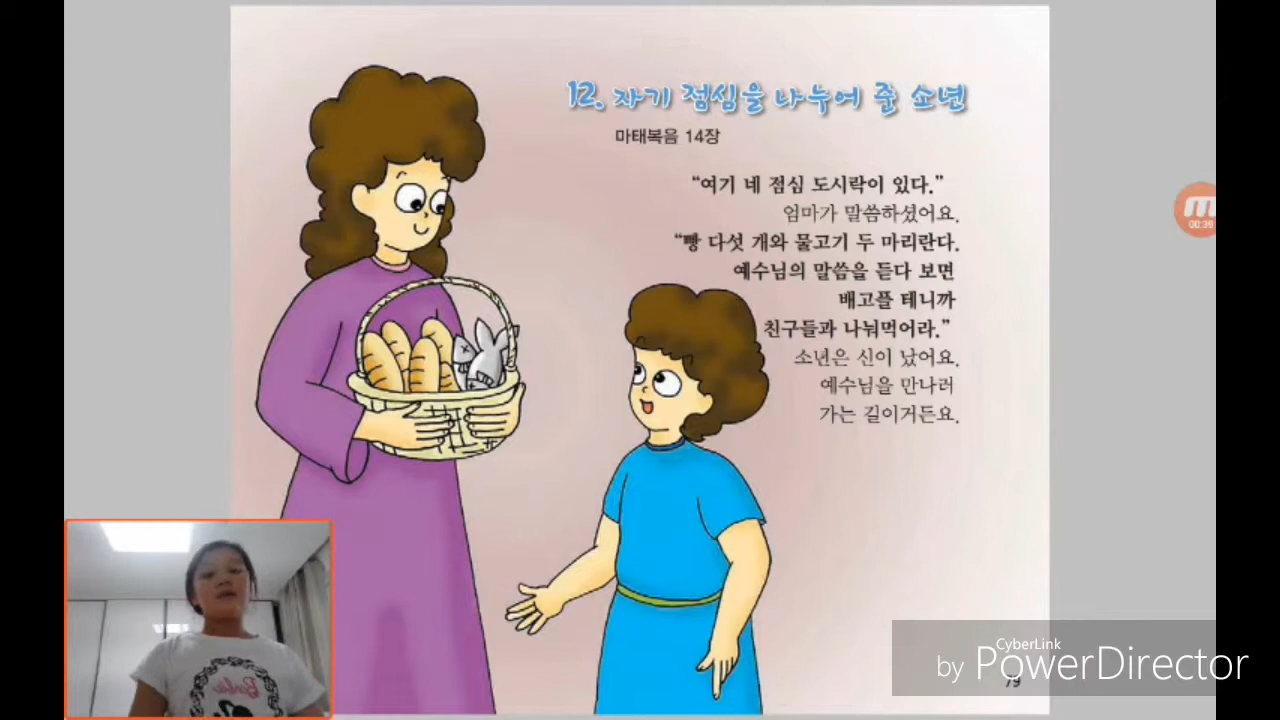 12. 자기 점심을 나누어 준 소년
마태복음 14장
“여기 네 점심 도시락이 있다.”
엄마가 말씀하셨어요.
“빵 다섯 개와 물고기 두 마리란다.
예수님의 말씀을 듣다 보면
배고플 테니까
친구들과 나눠먹어라.”
소년은 신이 났어요.
예수님을 만나러
가는 길이거든요.
00:39
CyberLink
by PowerDirector
79